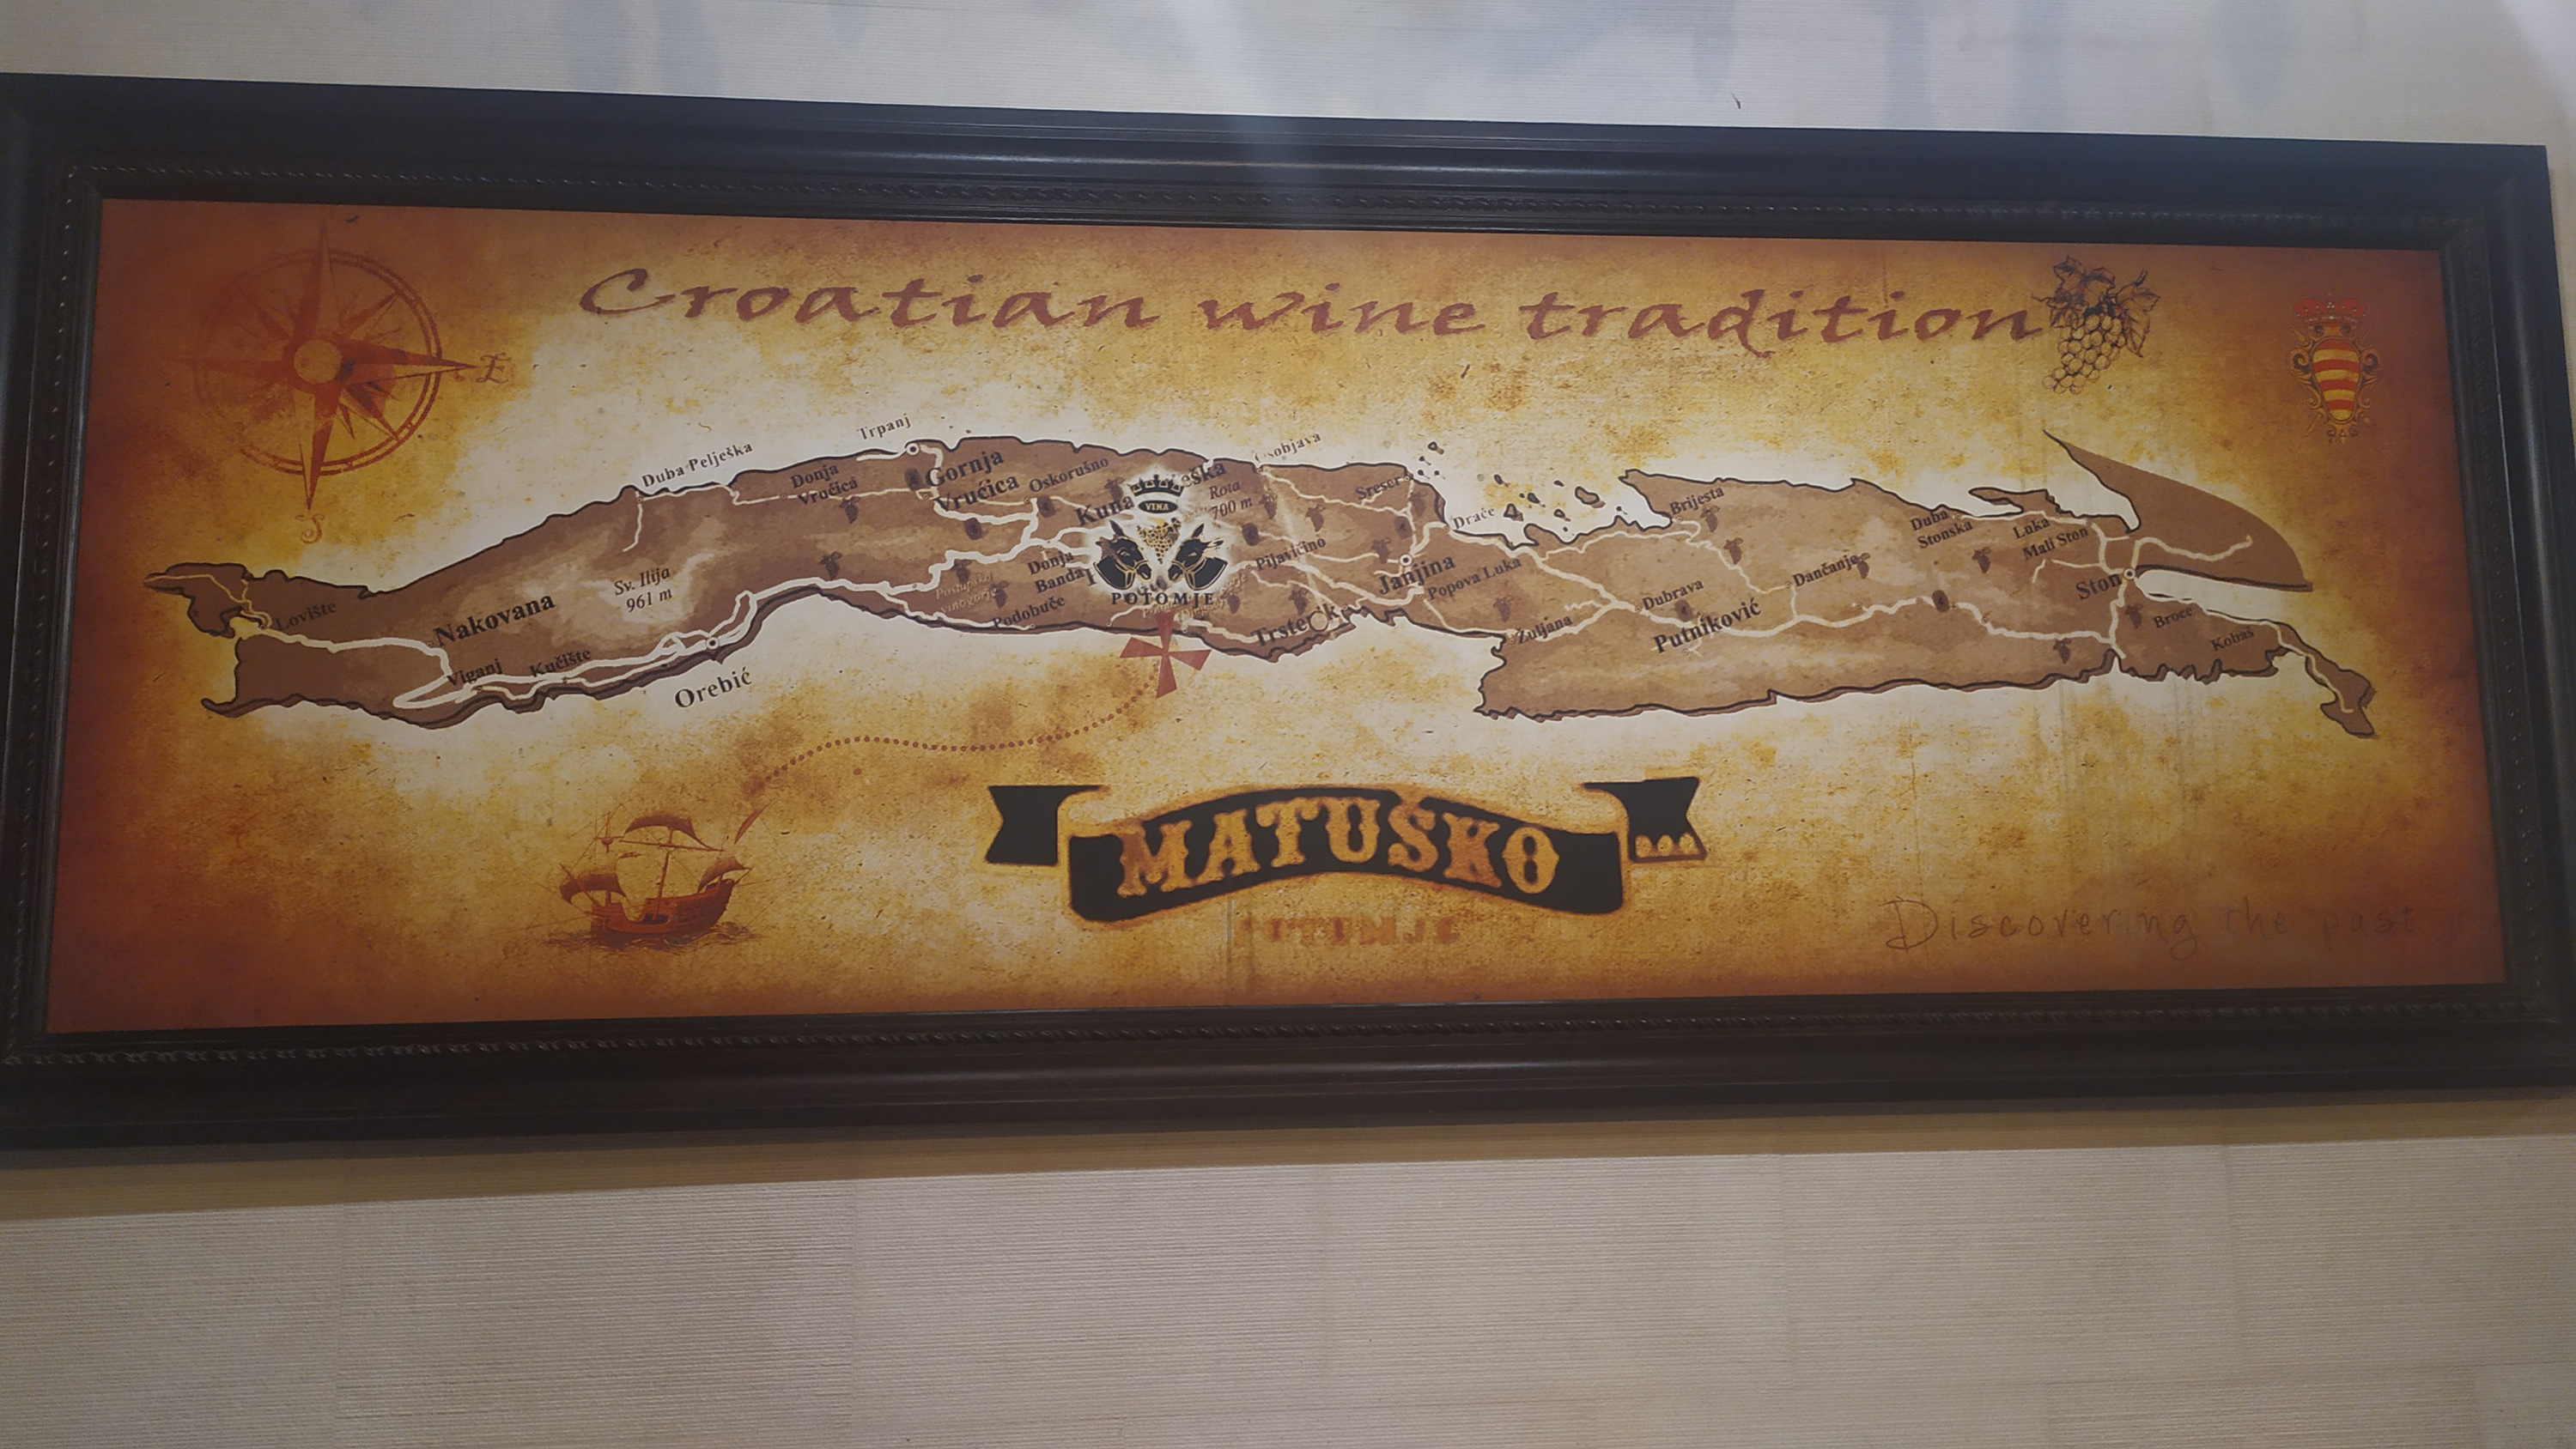 Croatian wine tradition
E
S
Trpanj
Duba Pelješka
Donja
Vrućica
Gornja
Vrućica
Oskorušno
Kuna
eška
Rota
700 m
VINA
Sreser
Drače
Brijesta
Duba
Stonska
Luka
Mali Ston
Ston
Broce
Kobaš
Lovište
Nakovana
Sv. Ilija
961 m
Viganj
Kučište
Orebić
Donja
Banda
Podobuče
POTOMJE
Pijavičino
Janjina
Popova Luka
Žuljana
Dubrava
Putniković
Dančanje
MATUŠKO
POTOMJE
Discovering the past